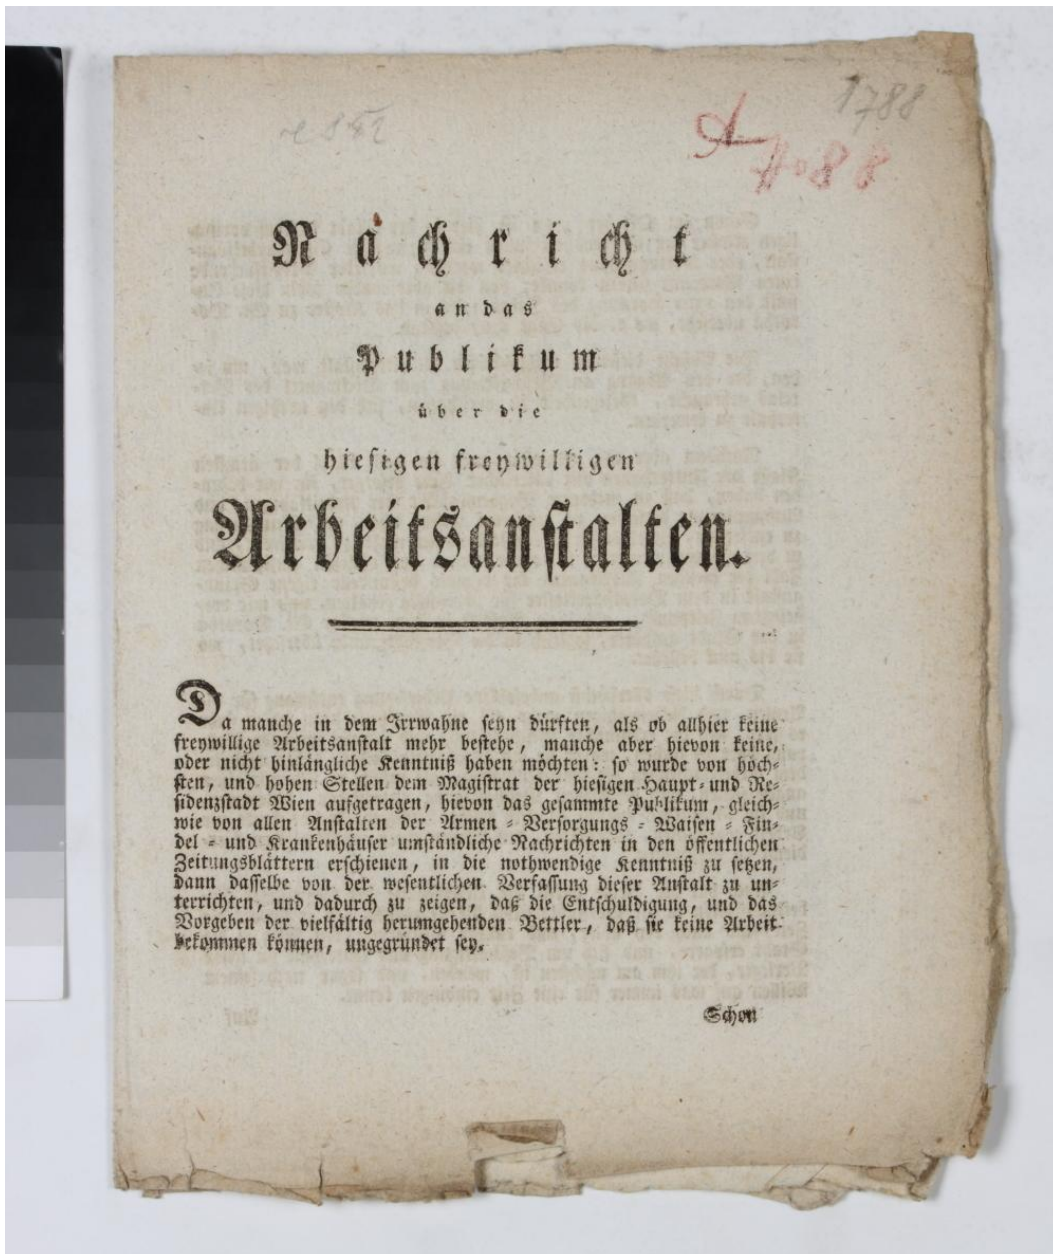 1788
A 7088
Nachricht
an das
Publikum
über die
hiesigen freywilligen
Arbeitsanstalten.
Da manche in dem Irrwahne seyn dürften, als ob allhier keine
freywillige Arbeitsanstalt mehr bestehe, manche aber hievon keine,
oder nicht hinlängliche Kenntniß haben möchten: so wurde von höch-
sten, und hohen Stellen dem Magistrat der hiesigen Haupt- und Re-
sidenzstadt Wien aufgetragen, hievon das gesammte Publikum, gleich-
wie von allen Anstalten der Armen - Versorgungs - Waisen - Fin-
del - und Krankenhäuser umständliche Nachrichten in den öffentlichen
Zeitungsblättern erschienen, in die nothwendige Kenntniß zu setzen,
dann dasselbe von der wesentlichen Verfassung dieser Anstalt zu un-
terrichten, und dadurch zu zeigen, daß die Entschuldigung, und das
Vorgeben der vielfältig herumgehenden Bettler, daß sie keine Arbeit
bekommen können, ungegründet sey.
Schon